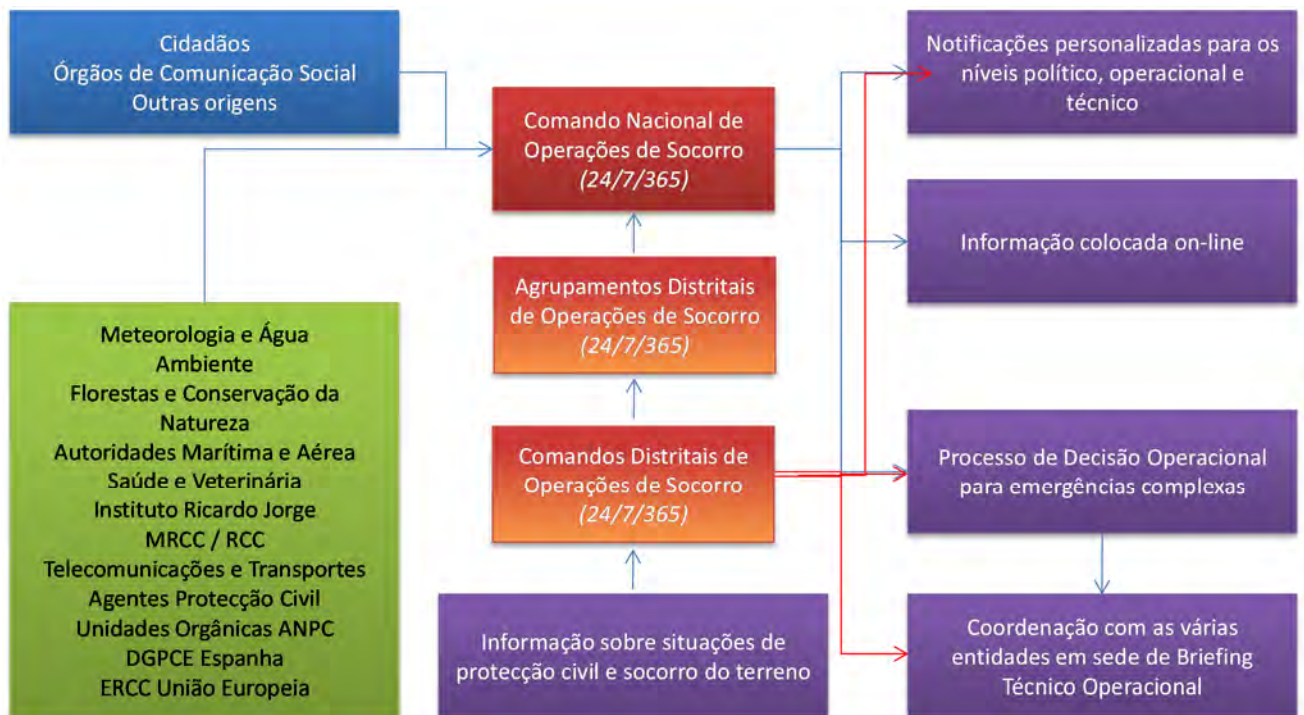 Cidadãos
Órgãos de Comunicação Social
Outras origens
Meteorologia e Água
Ambiente
Florestas e Conservação da
Natureza
Autoridades Marítima e Aérea
Saúde e Veterinária
Instituto Ricardo Jorge
MRCC / RCC
Telecomunicações e Transportes
Agentes Protecção Civil
Unidades Orgânicas ANPC
DGPCE Espanha
ERCC União Europeia
Comando Nacional de
Operações de Socorro
(24/7/365)
Agrupamentos Distritais
de Operações de Socorro
(24/7/365)
Comandos Distritais de
Operações de Socorro
(24/7/365)
Informação sobre situações de
protecção civil e socorro do terreno
Notificações personalizadas para os
níveis político, operacional e
técnico
Informação colocada on-line
Processo de Decisão Operacional
para emergências complexas
Coordenação com as várias
entidades em sede de Briefing
Técnico Operacional